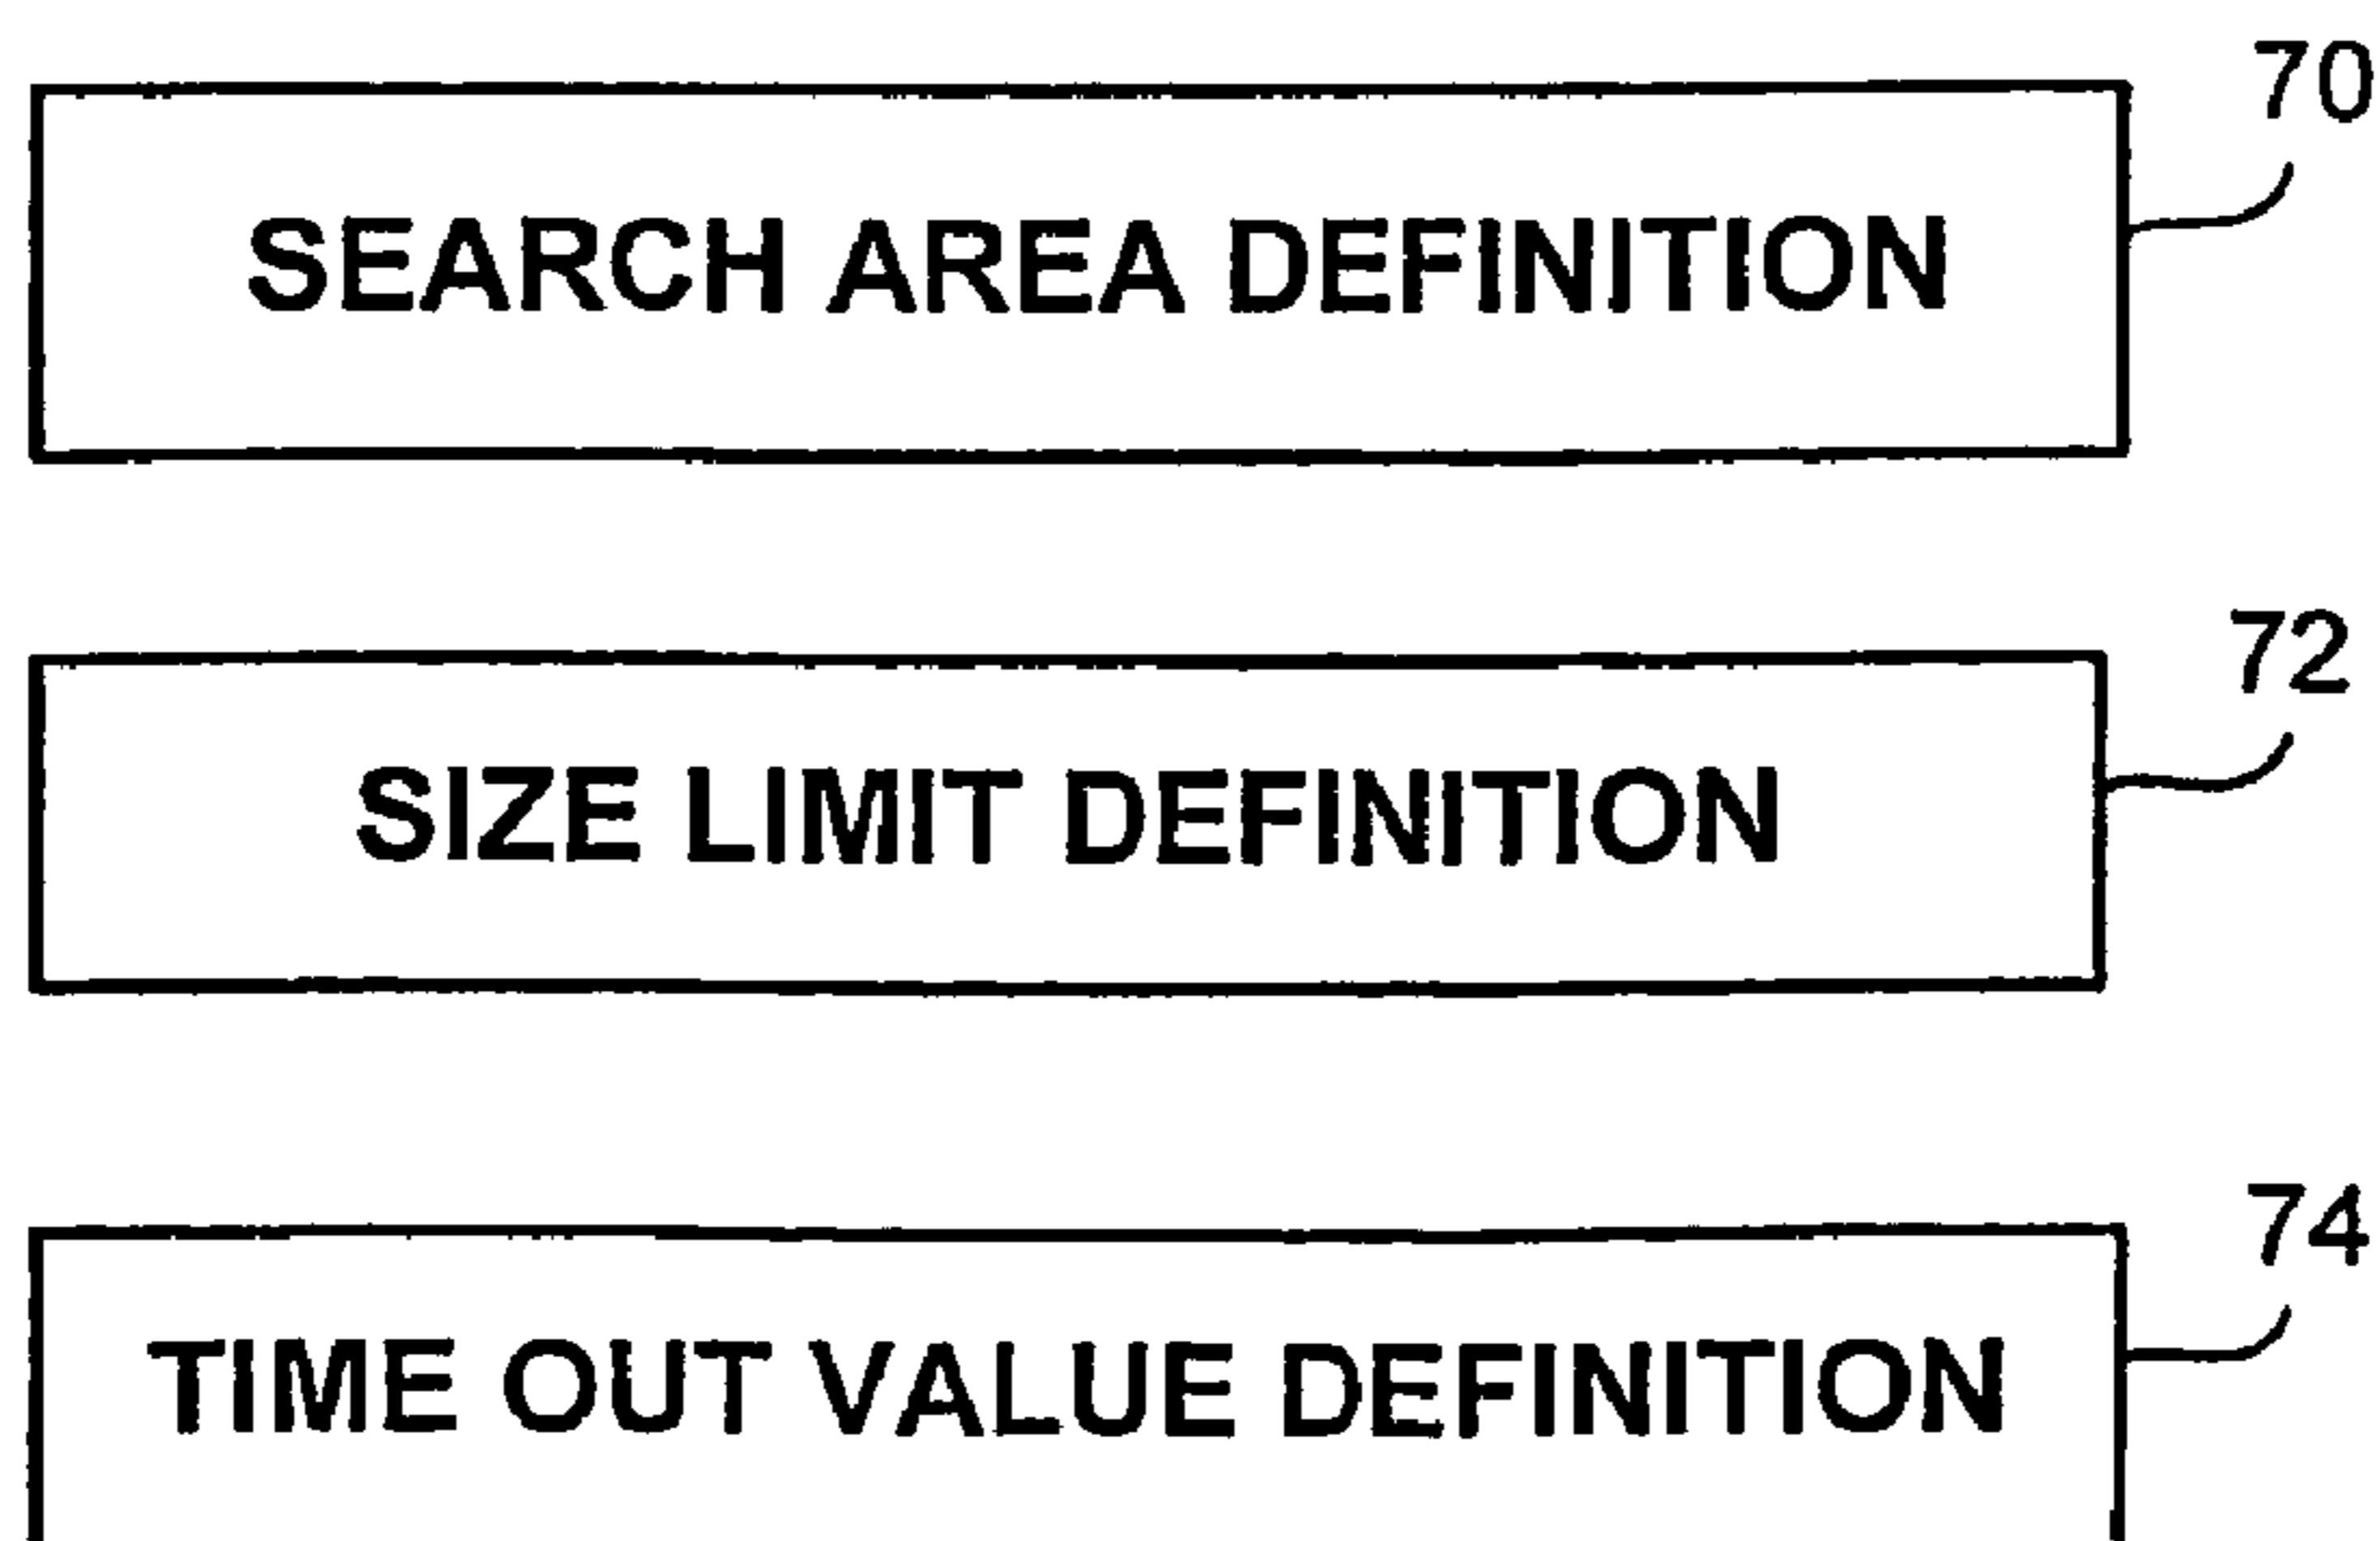 70
SEARCH AREA DEFINITION
72
SIZE LIMIT DEFINITION
74
TIME OUT VALUE DEFINITION